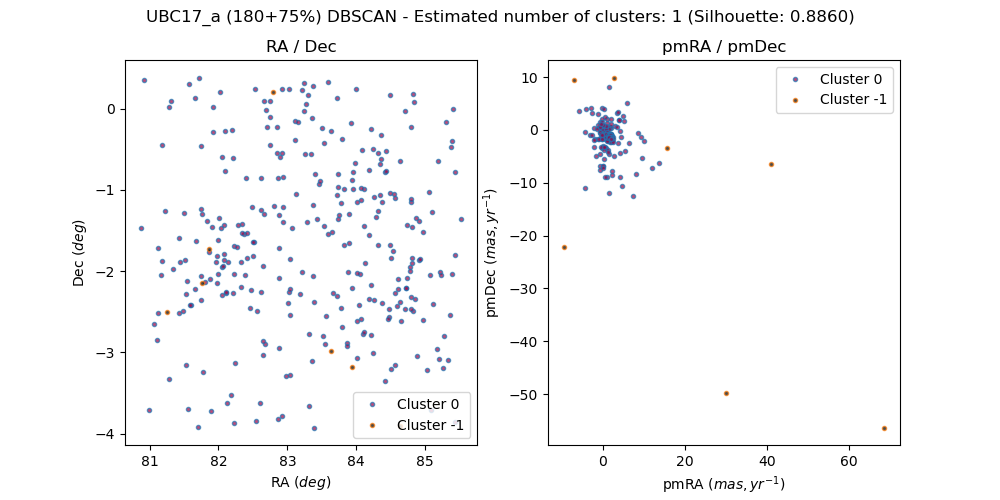 UBC17_a (180+75%) DBSCAN - Estimated number of clusters: 1 (Silhouette: 0.8860)
RA / Dec
0
−1
−2
−3
−4
Dec (deg)
81 82 83 84 85
RA (deg)
Cluster 0
Cluster -1
pmRA / pmDec
10
0
−10
−20
−30
−40
−50
pmDec (mas, yr⁻¹)
0 20 40 60
pmRA (mas, yr⁻¹)
Cluster 0
Cluster -1